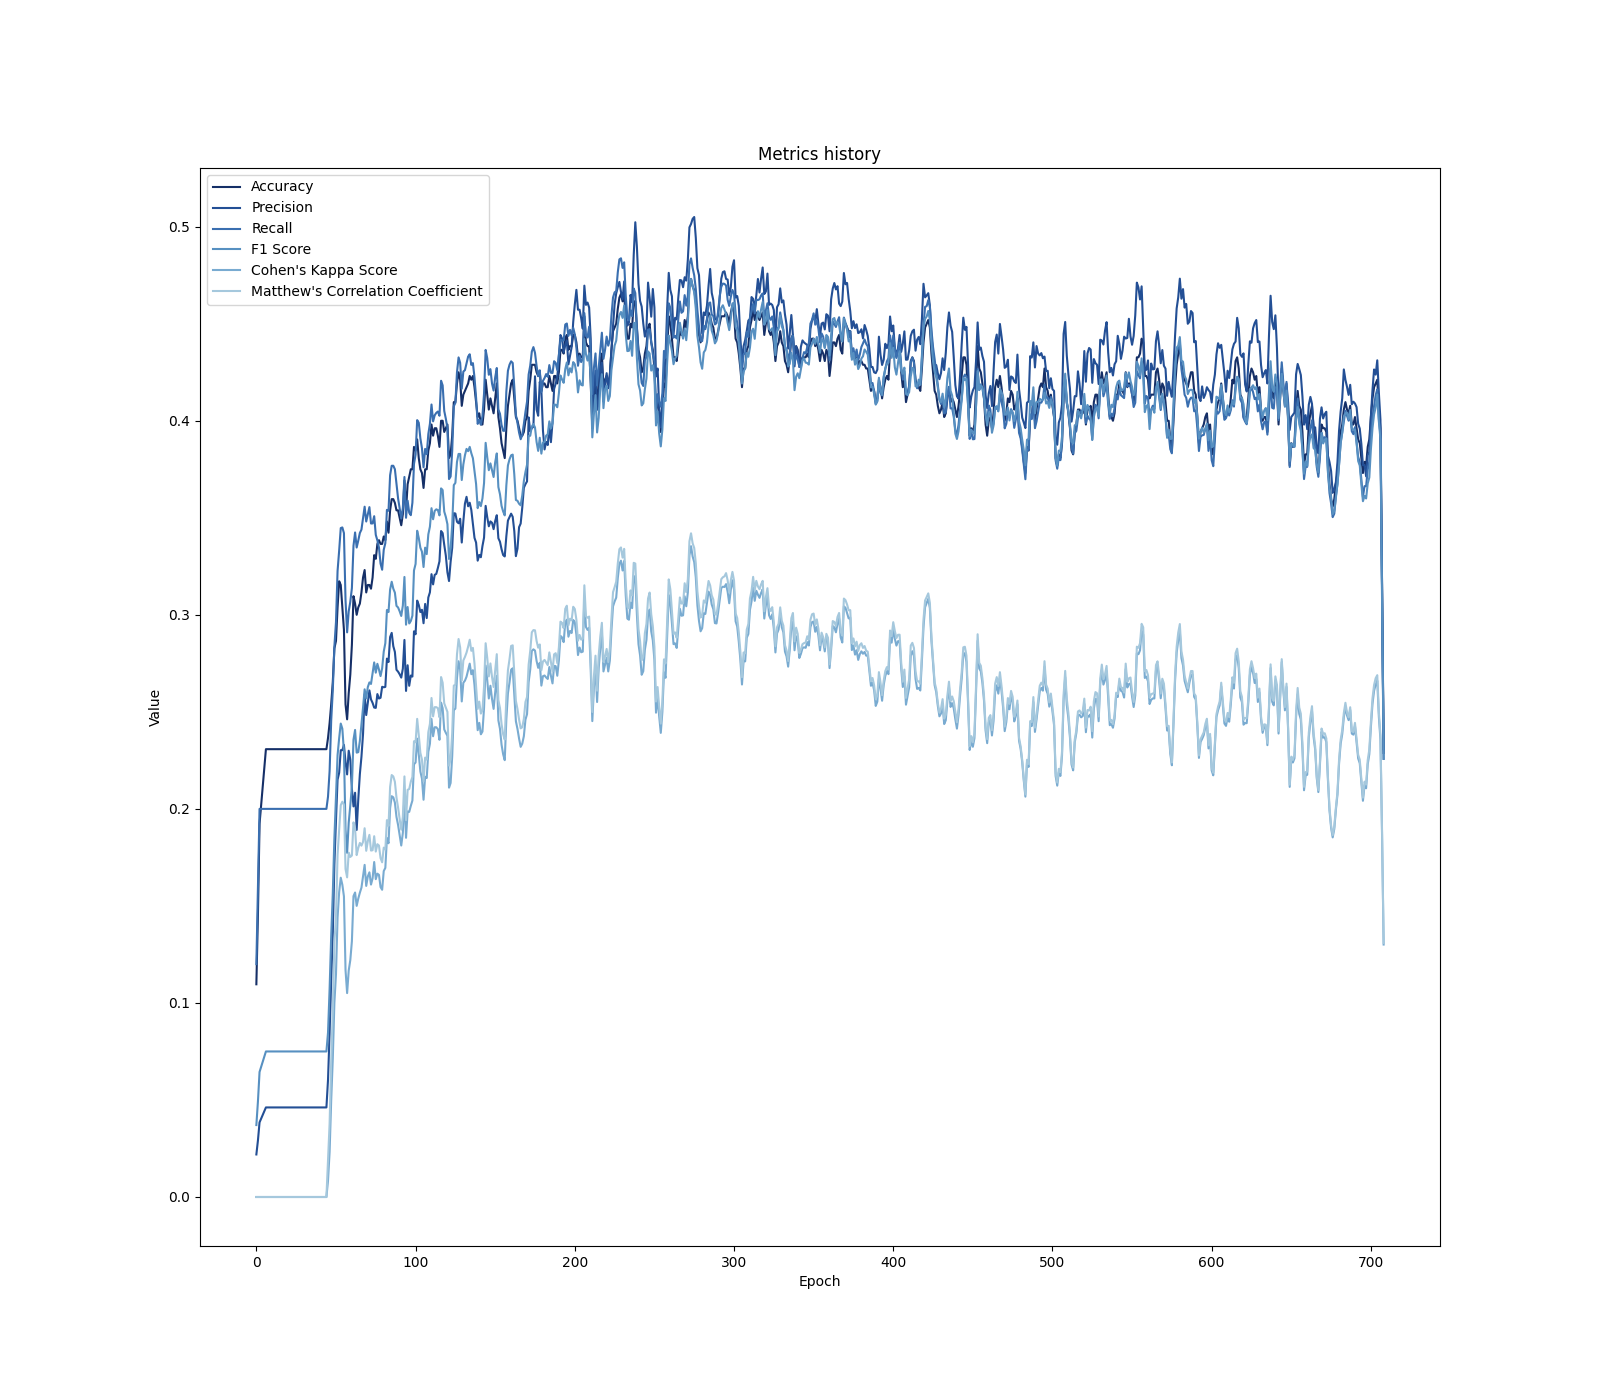 Metrics history
Accuracy
Precision
Recall
F1 Score
Cohen's Kappa Score
Matthew's Correlation Coefficient
0.5
0.4
0.3
0.2
0.1
0.0
Value
0 100 200 300 400 500 600 700
Epoch